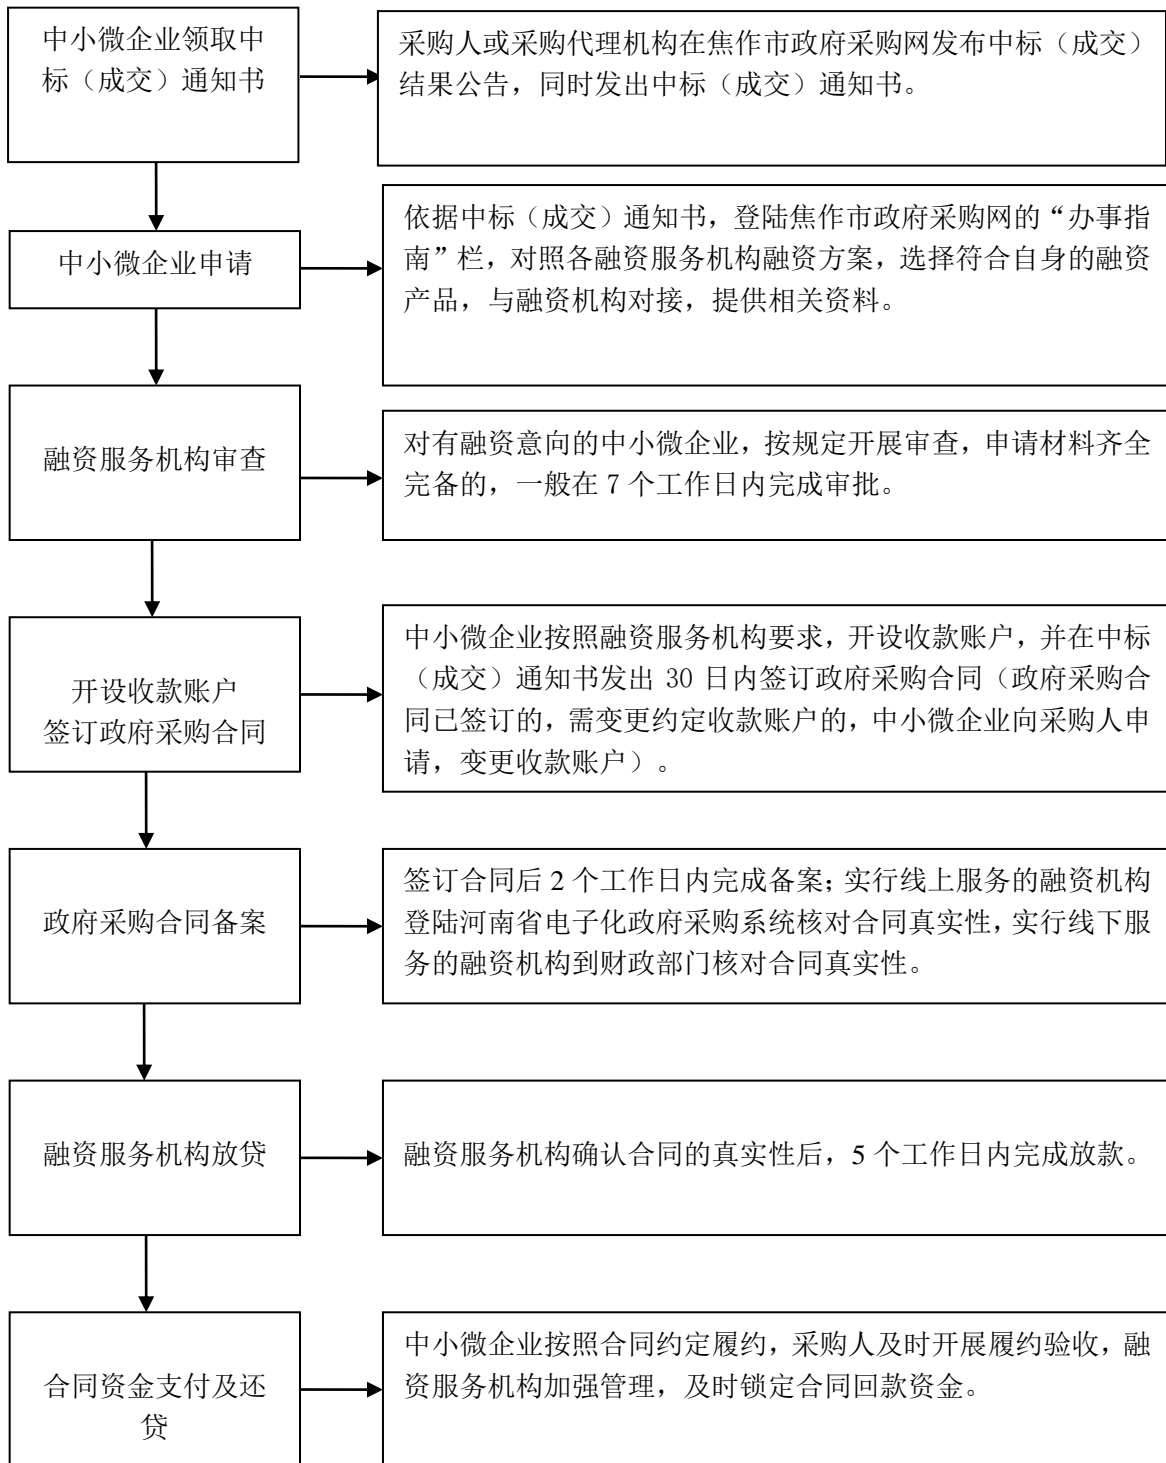 中小微企业领取中
标（成交）通知书
采购人或采购代理机构在焦作市政府采购网发布中标（成交）
结果公告，同时发出中标（成交）通知书。
中小微企业申请
依据中标（成交）通知书，登陆焦作市政府采购网的“办事指
南”栏，对照各融资服务机构融资方案，选择符合自身的融资
产品，与融资机构对接，提供相关资料。
融资服务机构审查
对有融资意向的中小微企业，按规定开展审查，申请材料齐全
完备的，一般在 7 个工作日内完成审批。
开设收款账户
签订政府采购合同
中小微企业按照融资服务机构要求，开设收款账户，并在中标
（成交）通知书发出 30 日内签订政府采购合同（政府采购合
同已签订的，需变更约定收款账户的，中小微企业向采购人申
请，变更收款账户）。
政府采购合同备案
签订合同后 2 个工作日内完成备案；实行线上服务的融资机构
登陆河南省电子化政府采购系统核对合同真实性，实行线下服
务的融资机构到财政部门核对合同真实性。
融资服务机构放贷
融资服务机构确认合同的真实性后，5 个工作日内完成放款。
合同资金支付及还
贷
中小微企业按照合同约定履约，采购人及时开展履约验收，融
资服务机构加强管理，及时锁定合同回款资金。